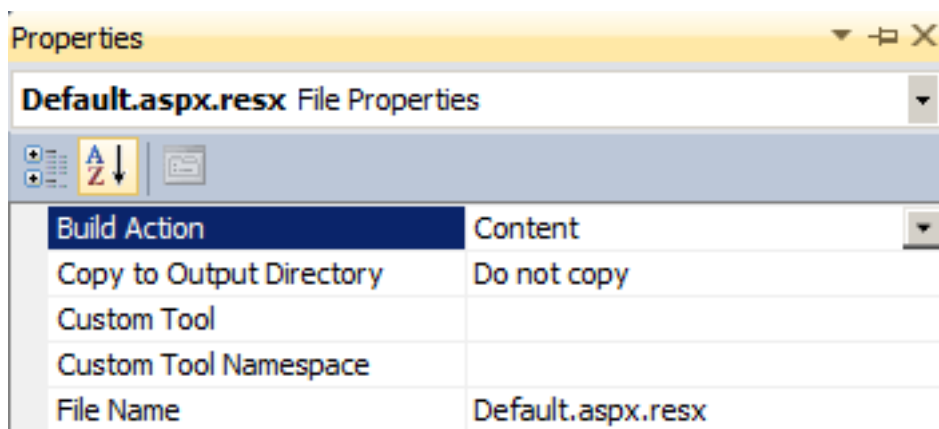 Properties
Default.aspx.resx File Properties
A
Z
Build Action Content
Copy to Output Directory Do not copy
Custom Tool
Custom Tool Namespace
File Name Default.aspx.resx